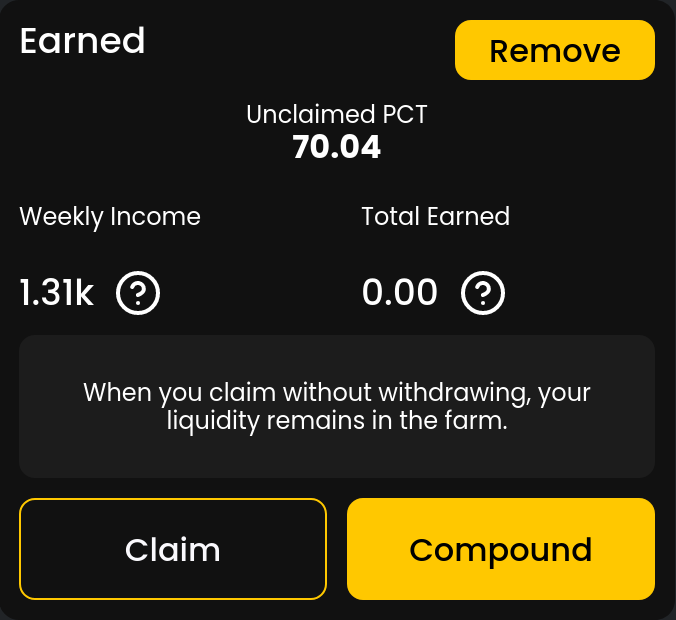 Earned
Remove
Unclaimed PCT
70.04
Weekly Income
Total Earned
1.31k ?
0.00 ?
When you claim without withdrawing, your
liquidity remains in the farm.
Claim
Compound